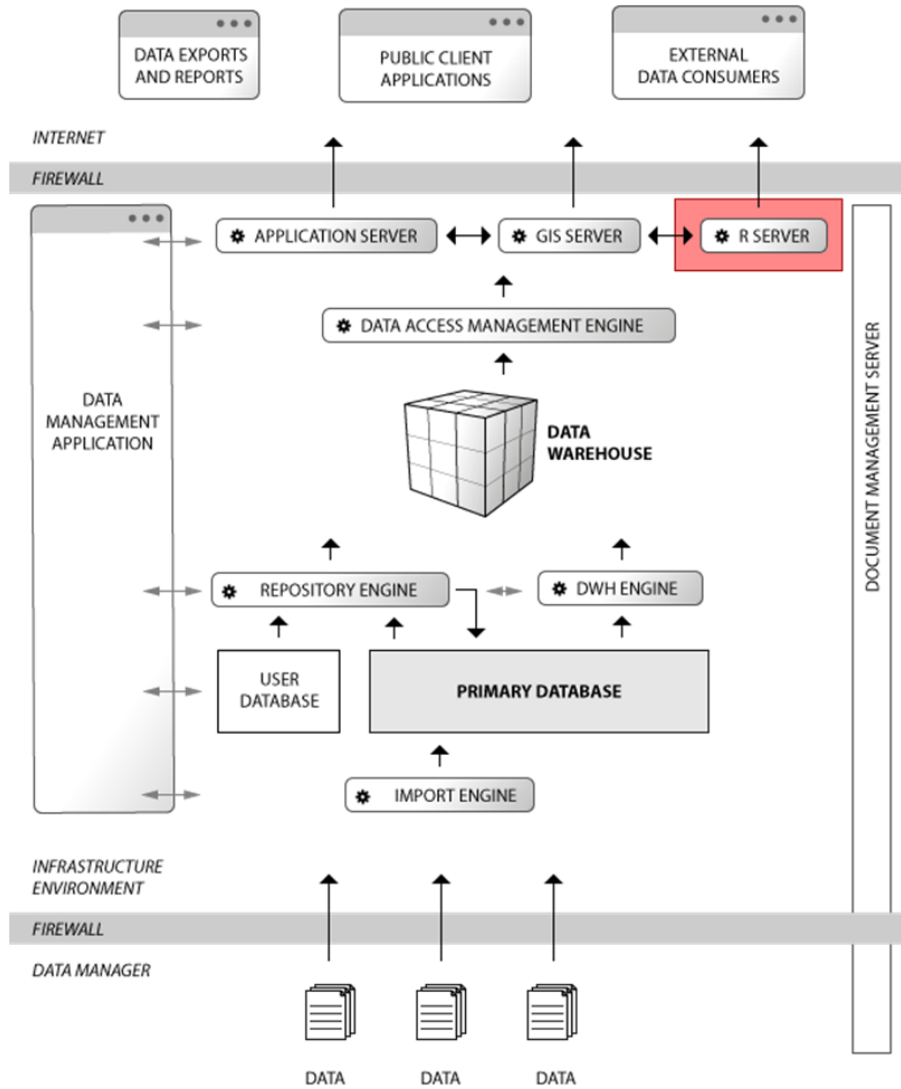 DATA EXPORTS
AND REPORTS
PUBLIC CLIENT
APPLICATIONS
EXTERNAL
DATA CONSUMERS
INTERNET
FIREWALL
APPLICATION SERVER
GIS SERVER
R SERVER
DATA ACCESS MANAGEMENT ENGINE
DATA
MANAGEMENT
APPLICATION
DATA
WAREHOUSE
DOCUMENT MANAGEMENT SERVER
REPOSITORY ENGINE
DWH ENGINE
USER
DATABASE
PRIMARY DATABASE
IMPORT ENGINE
INFRASTRUCTURE
ENVIRONMENT
FIREWALL
DATA MANAGER
DATA
DATA
DATA